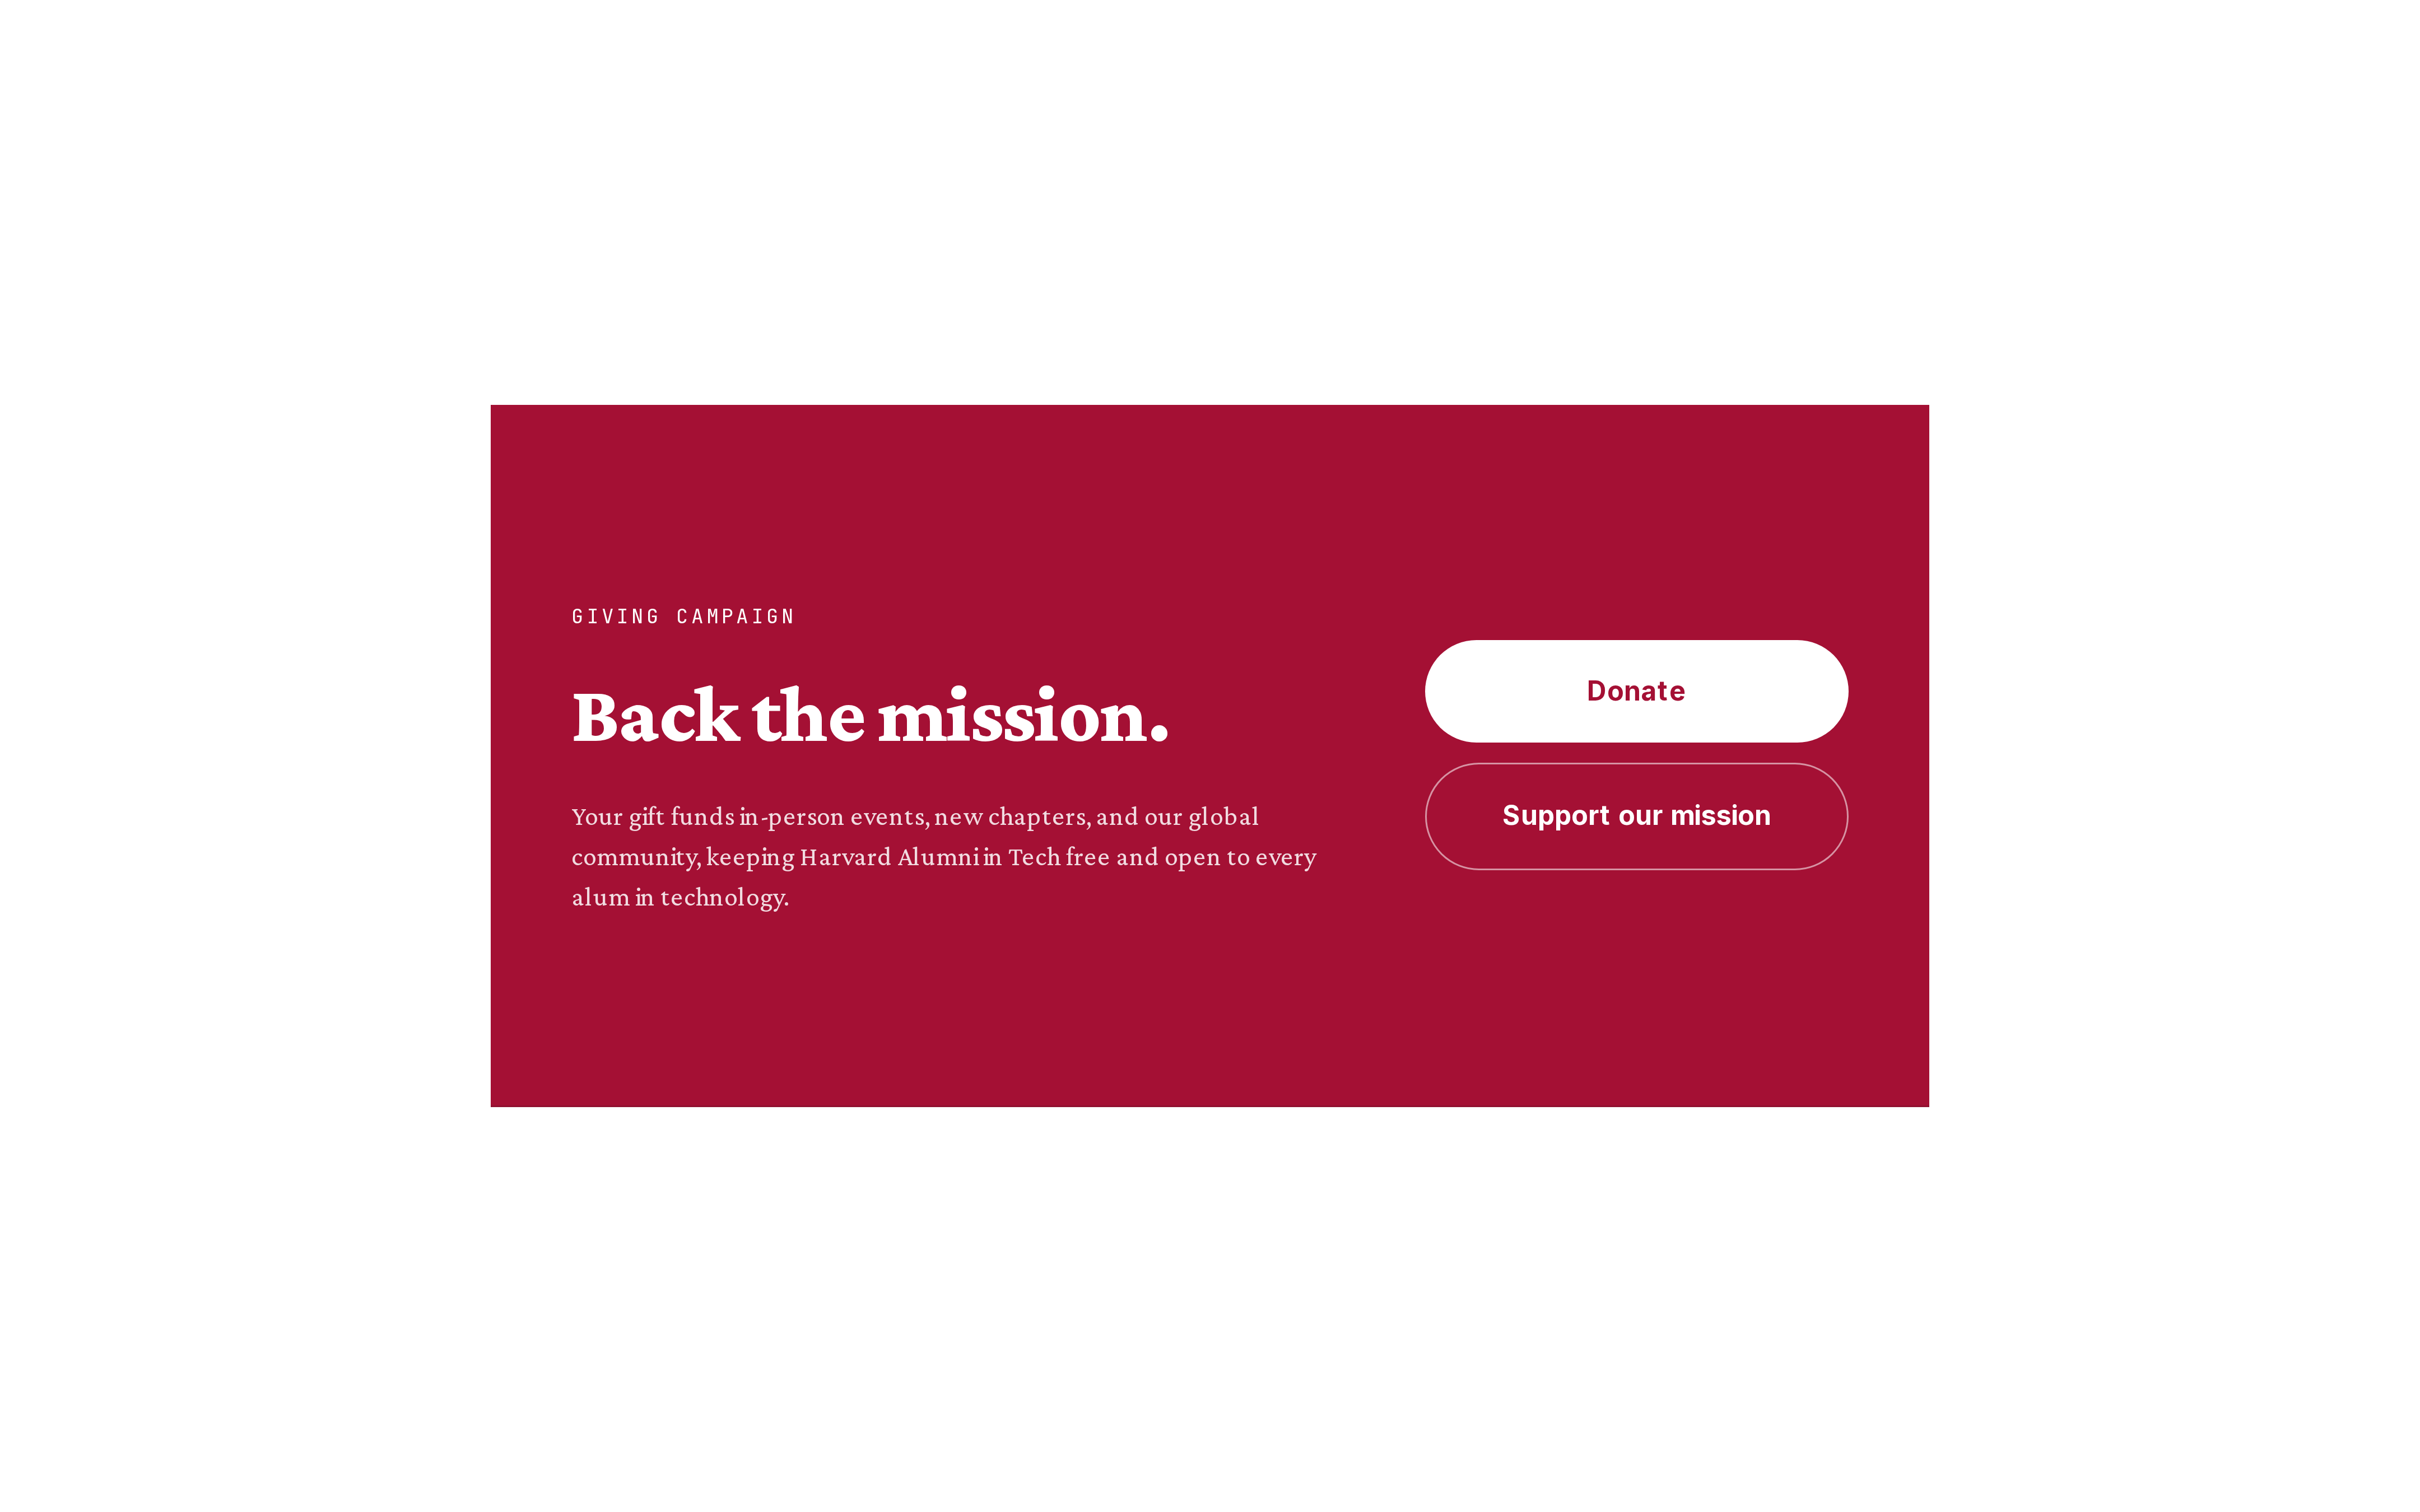 GIVING CAMPAIGN
Back the mission.
Your gift funds in-person events, new chapters, and our global
community, keeping Harvard Alumni in Tech free and open to every
alum in technology.
Donate
Support our mission